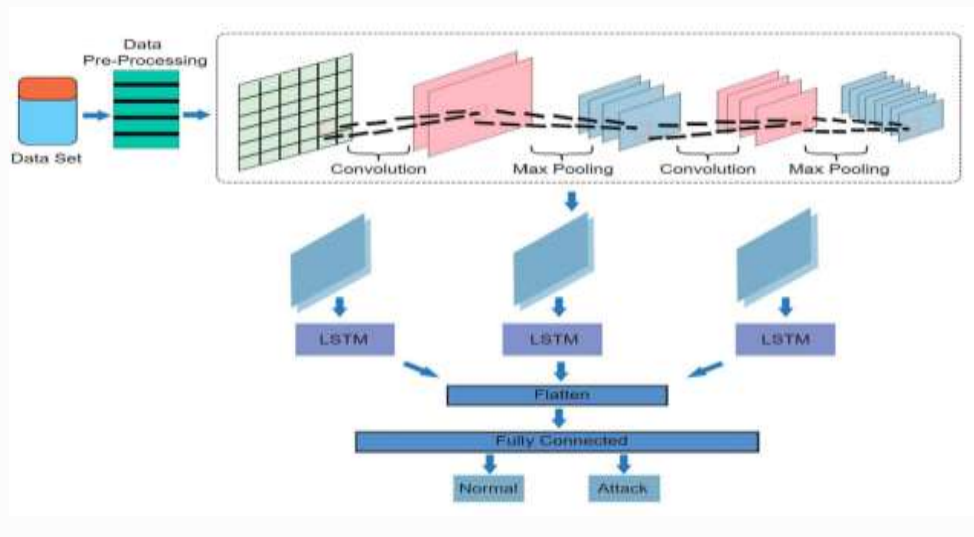 Data
Pre-Processing
Data Set
Convolution
Max Pooling
Convolution
Max Pooling
LSTM
LSTM
LSTM
Flatten
Fully Connected
Normal
Attack